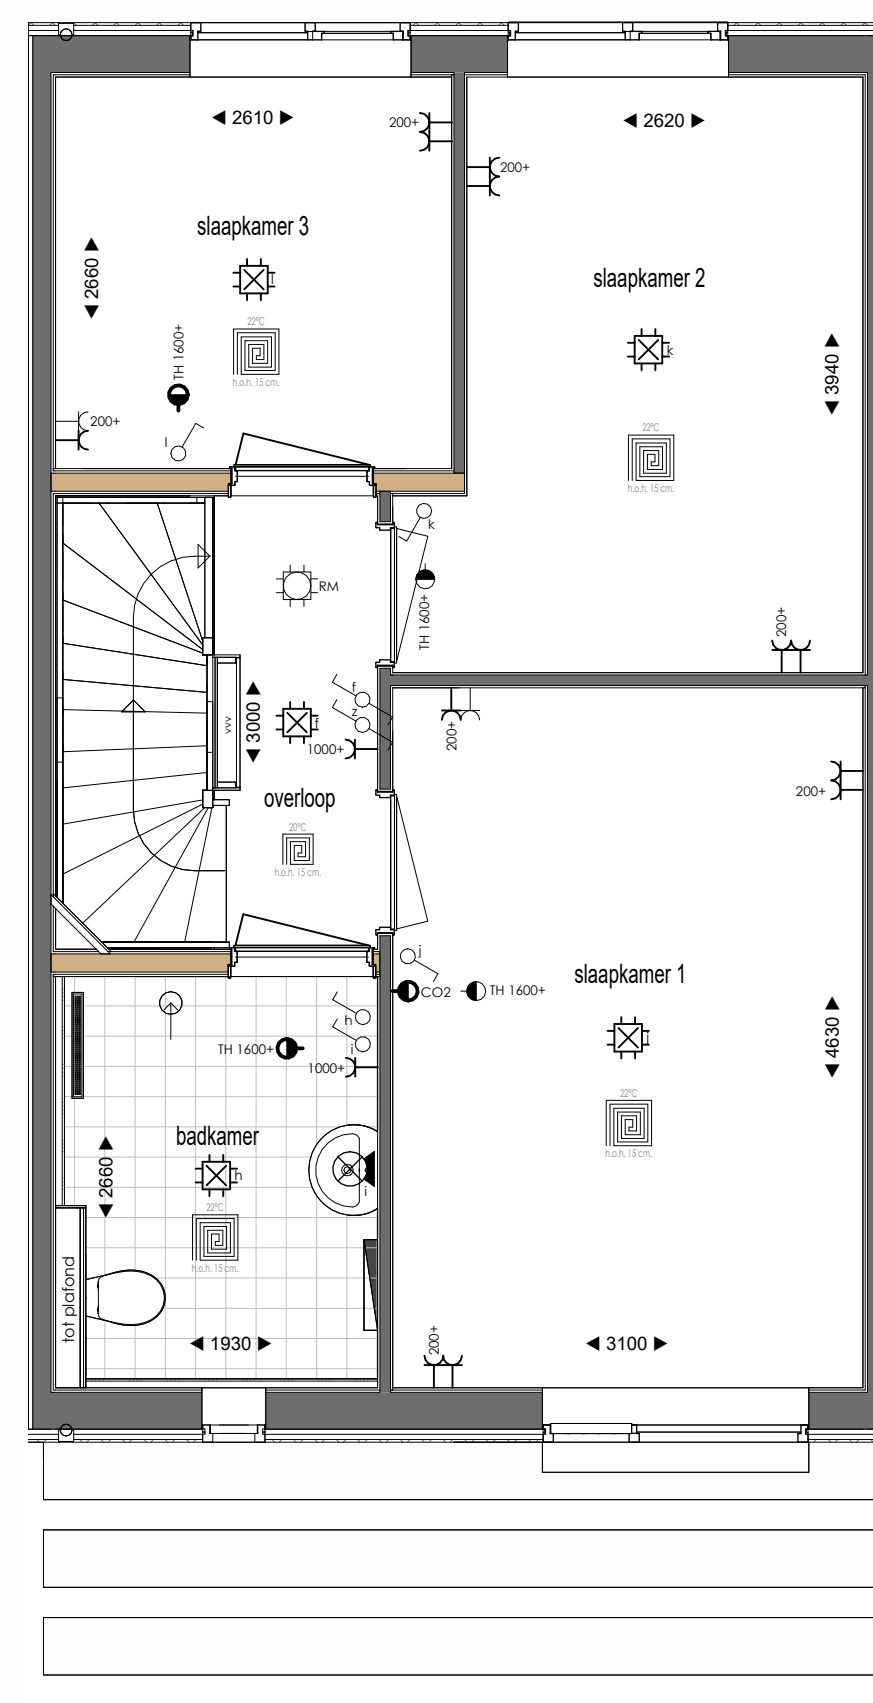 2610
200+
2620
200+
slaapkamer 3
2660
l
slaapkamer 2
22°C
h.o.h. 15 cm.
TH 1600+
k
3940
200+
l
22°C
h.o.h. 15 cm.
k
RM
TH 1600+
200+
f
z
f
vvv
3000
1000+
200+
200+
overloop
20°C
h.o.h. 15 cm.
j
slaapkamer 1
CO2
TH 1600+
h
i
TH 1600+
1000+
j
4630
22°C
h.o.h. 15 cm.
badkamer
2660
h
i
22°C
h.o.h. 15 cm.
tot plafond
1930
200+
3100